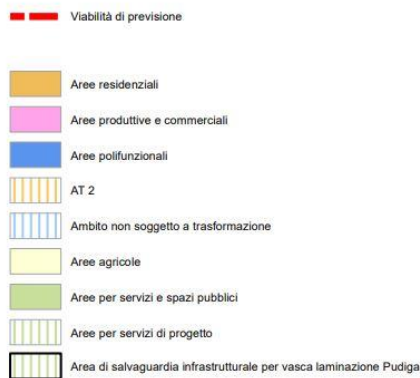 Viabilità di previsione
Aree residenziali
Aree produttive e commerciali
Aree polifunzionali
AT 2
Ambito non soggetto a trasformazione
Aree agricole
Aree per servizi e spazi pubblici
Aree per servizi di progetto
Area di salvaguardia infrastrutturale per vasca laminazione Pudiga